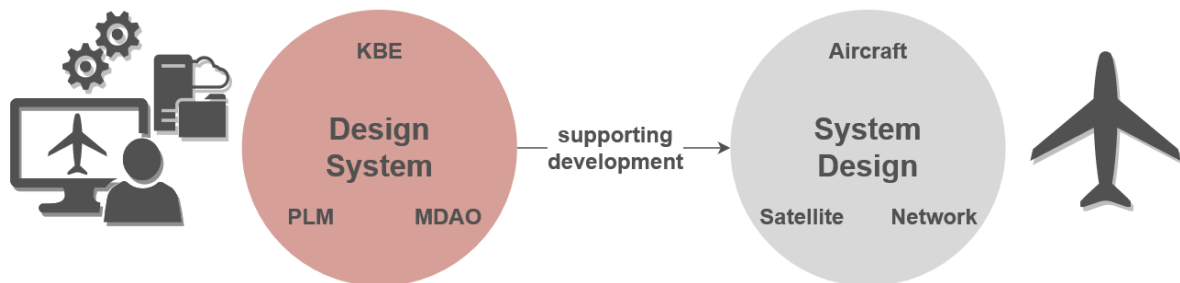 KBE
Design
System
PLM
MDAO
supporting
development
Aircraft
System
Design
Satellite
Network